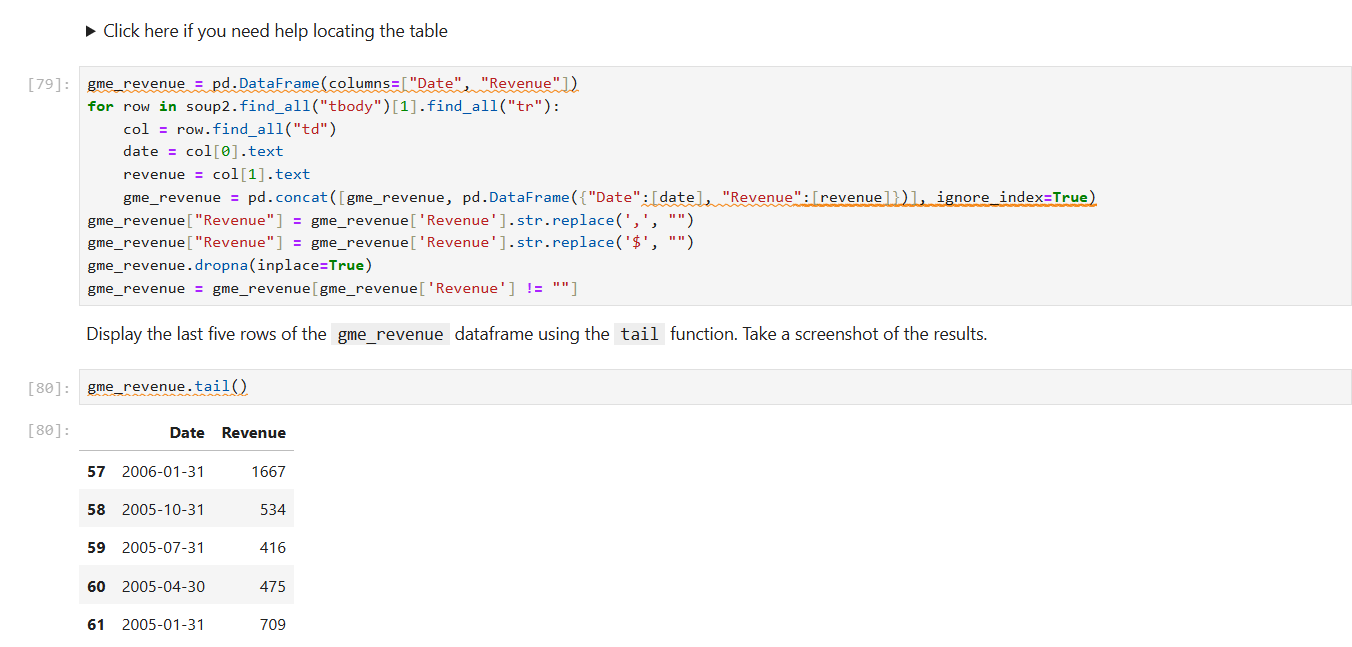 ▶ Click here if you need help locating the table
[79]: gme_revenue = pd.DataFrame(columns=["Date", "Revenue"])
for row in soup2.find_all("tbody")[1].find_all("tr"):
    col = row.find_all("td")
    date = col[0].text
    revenue = col[1].text
    gme_revenue = pd.concat([gme_revenue, pd.DataFrame({"Date":[date], "Revenue":[revenue]})], ignore_index=True)
gme_revenue["Revenue"] = gme_revenue['Revenue'].str.replace(',', "")
gme_revenue["Revenue"] = gme_revenue['Revenue'].str.replace('$', "")
gme_revenue.dropna(inplace=True)
gme_revenue = gme_revenue[gme_revenue['Revenue'] != ""]
Display the last five rows of the gme_revenue dataframe using the tail function. Take a screenshot of the results.
[80]: gme_revenue.tail()
[80]: Date Revenue
57 2006-01-31 1667
58 2005-10-31 534
59 2005-07-31 416
60 2005-04-30 475
61 2005-01-31 709